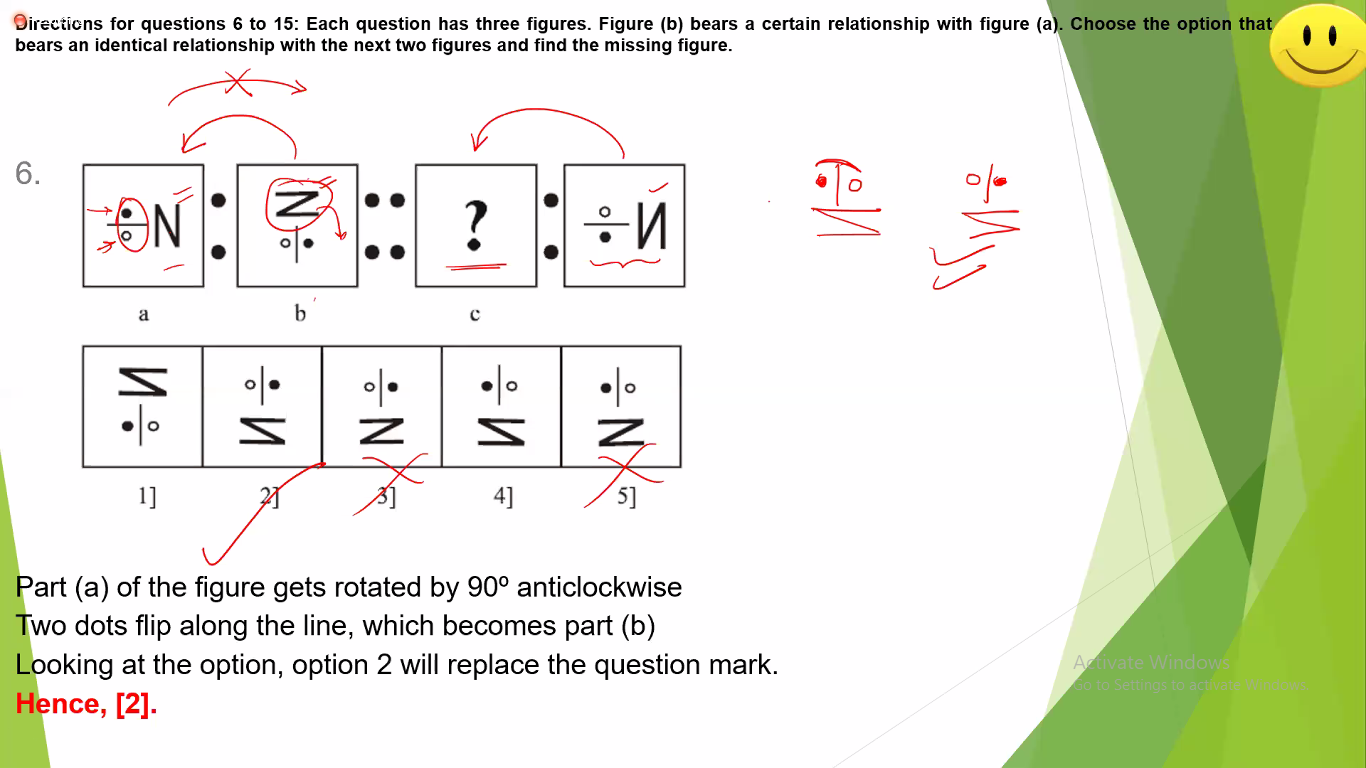 Directions for questions 6 to 15: Each question has three figures. Figure (b) bears a certain relationship with figure (a). Choose the option that
bears an identical relationship with the next two figures and find the missing figure.
6.
N
Z
?
И
a
b
c
1]
2]
3]
4]
5]
Part (a) of the figure gets rotated by 90º anticlockwise
Two dots flip along the line, which becomes part (b)
Looking at the option, option 2 will replace the question mark.
Hence, [2].
Activate Windows
Go to Settings to activate Windows.